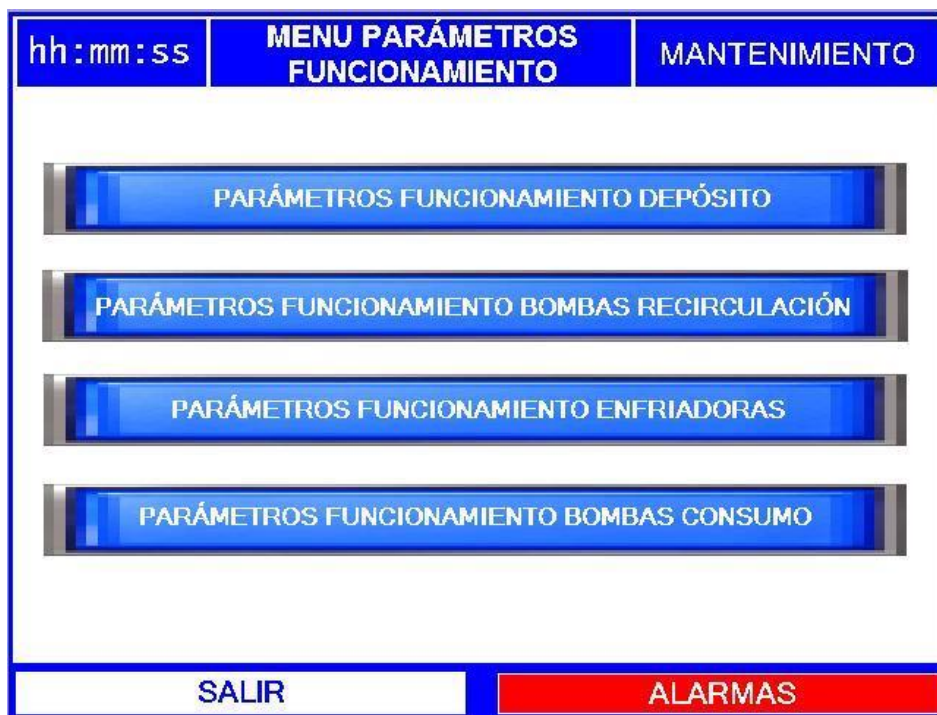 hh:mm:ss
MENU PARÁMETROS
FUNCIONAMIENTO
MANTENIMIENTO
PARÁMETROS FUNCIONAMIENTO DEPÓSITO
PARÁMETROS FUNCIONAMIENTO BOMBAS RECIRCULACIÓN
PARÁMETROS FUNCIONAMIENTO ENFRIADORAS
PARÁMETROS FUNCIONAMIENTO BOMBAS CONSUMO
SALIR
ALARMAS